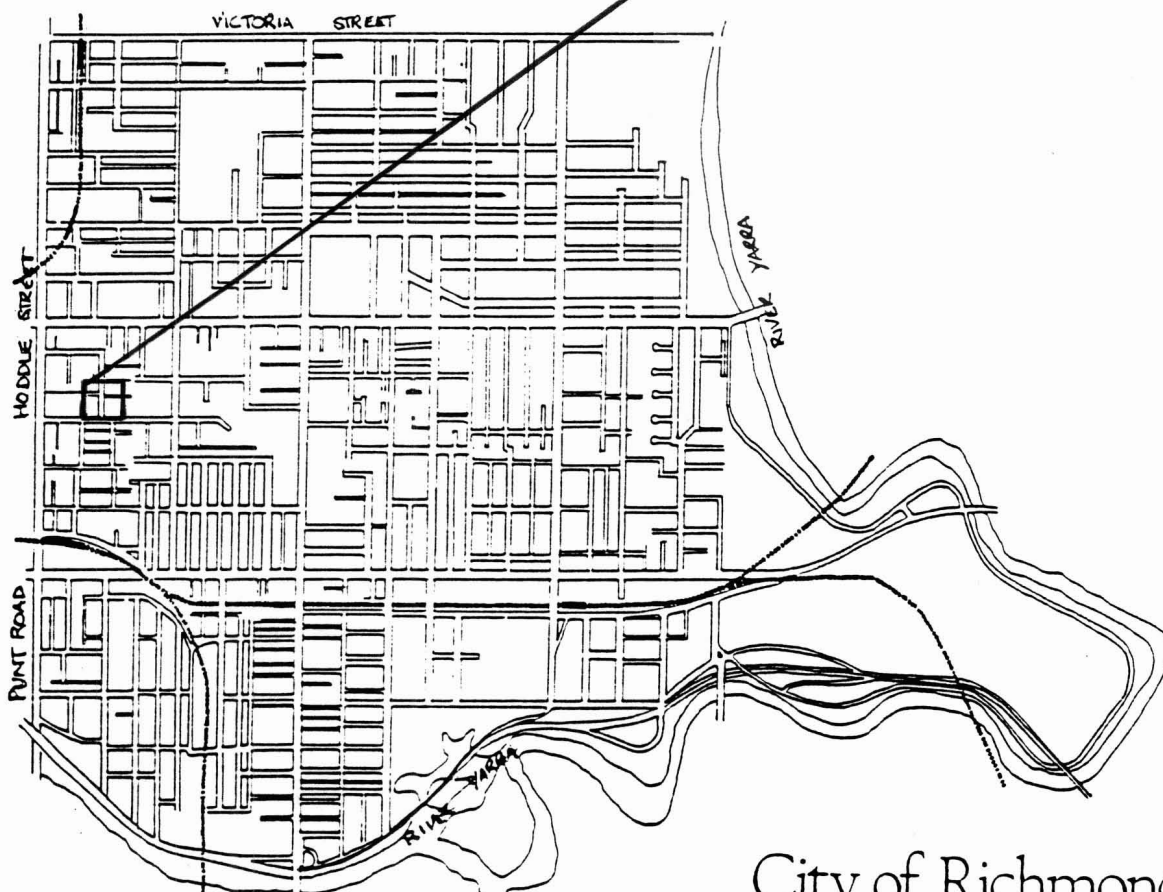 VICTORIA STREET
HODDLE STREET
RIVER YARRA
PUNT ROAD
RIVER YARRA
City of Richmond